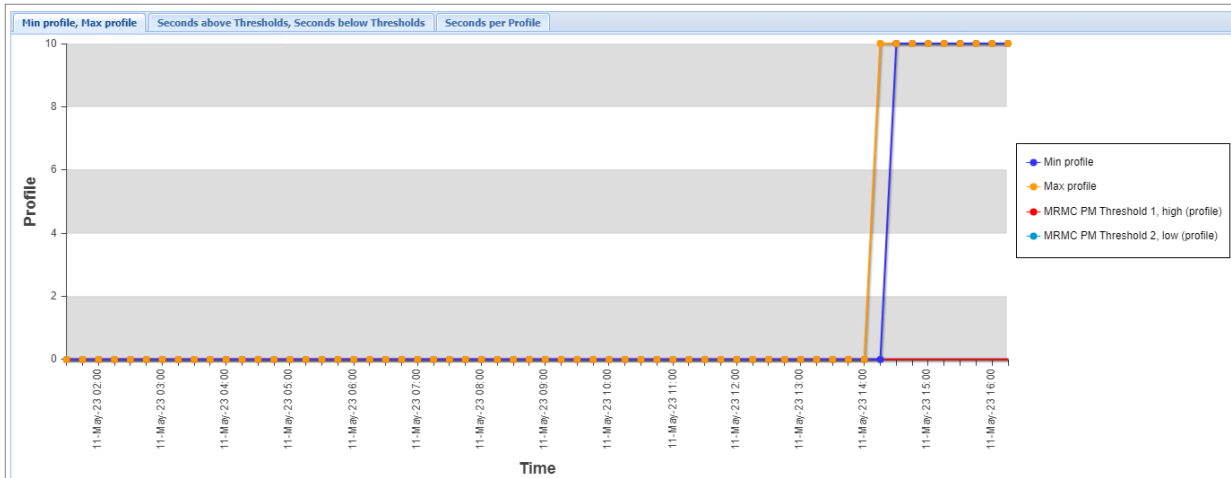 Min profile, Max profile
Seconds above Thresholds, Seconds below Thresholds
Seconds per Profile
10
8
6
4
2
0
Profile
11-May-23 02:00
11-May-23 03:00
11-May-23 04:00
11-May-23 05:00
11-May-23 06:00
11-May-23 07:00
11-May-23 08:00
11-May-23 09:00
11-May-23 10:00
11-May-23 11:00
11-May-23 12:00
11-May-23 13:00
11-May-23 14:00
11-May-23 15:00
11-May-23 16:00
Time
Min profile
Max profile
MRMC PM Threshold 1, high (profile)
MRMC PM Threshold 2, low (profile)